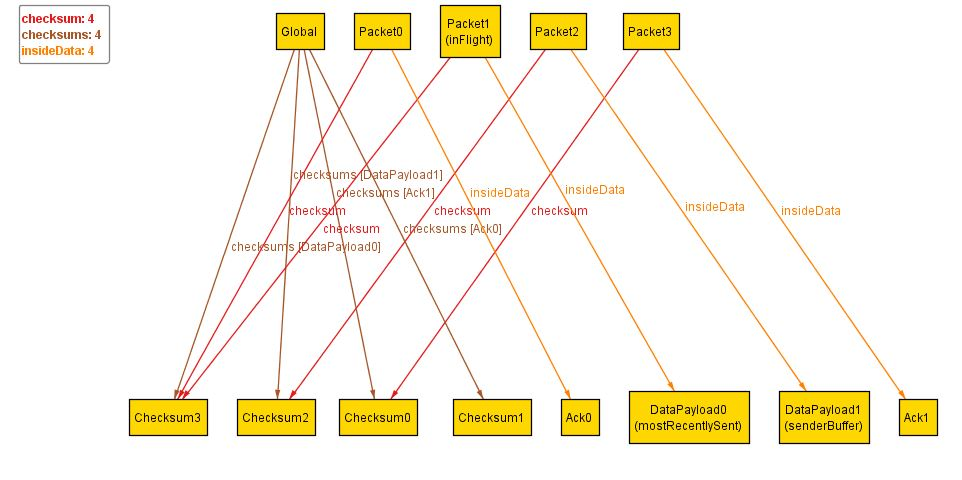 checksum: 4
checksums: 4
insideData: 4
Global
Packet0
Packet1
(inFlight)
Packet2
Packet3
checksums [DataPayload1]
checksums [Ack1]
insideData
insideData
checksum
checksum
checksum
insideData
insideData
checksum
checksums [Ack0]
checksums [DataPayload0]
Checksum3
Checksum2
Checksum0
Checksum1
Ack0
DataPayload0
(mostRecentlySent)
DataPayload1
(senderBuffer)
Ack1